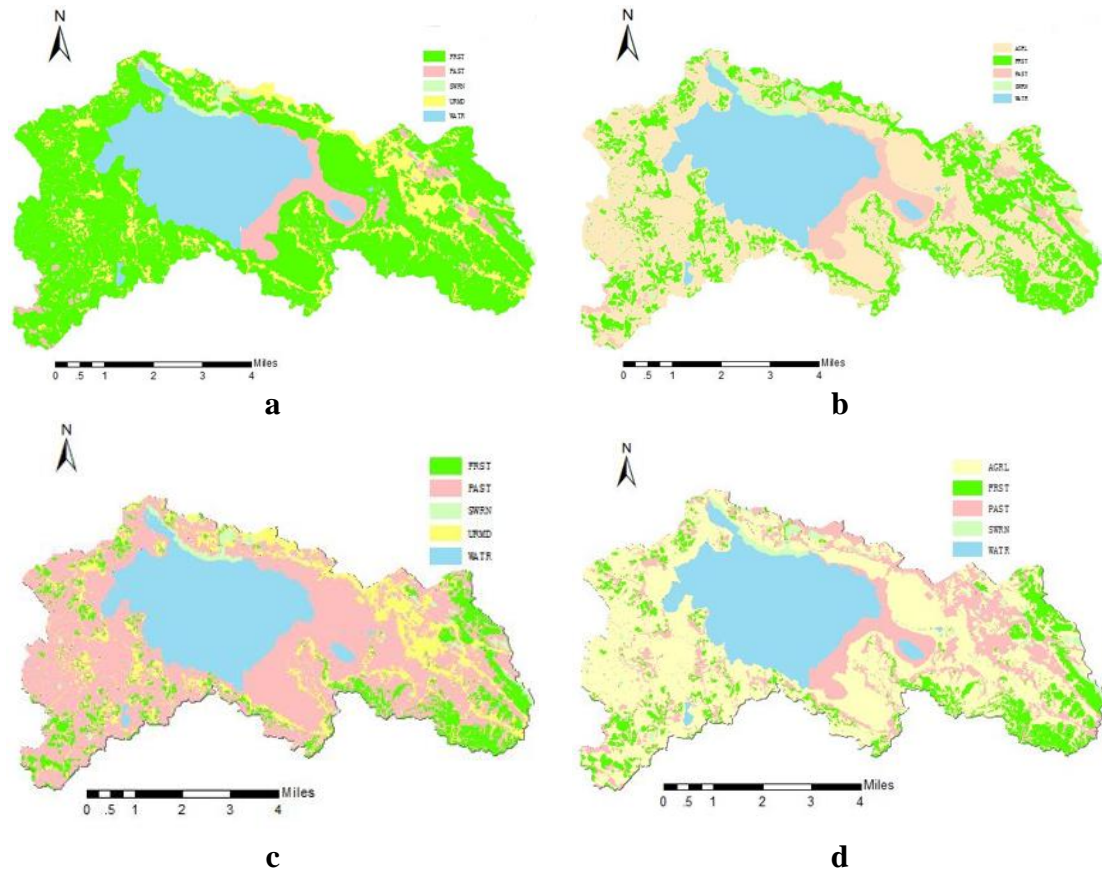 N
FRST
PAST
SWRN
URMD
WATR
0 .5 1 2 3 4 Miles
a
N
AGRL
FRST
PAST
SWRN
WATR
0 .5 1 2 3 4 Miles
b
N
FRST
PAST
SWRN
URMD
WATR
0 .5 1 2 3 4 Miles
c
N
AGRL
FRST
PAST
SWRN
WATR
0 .5 1 2 3 4 Miles
d